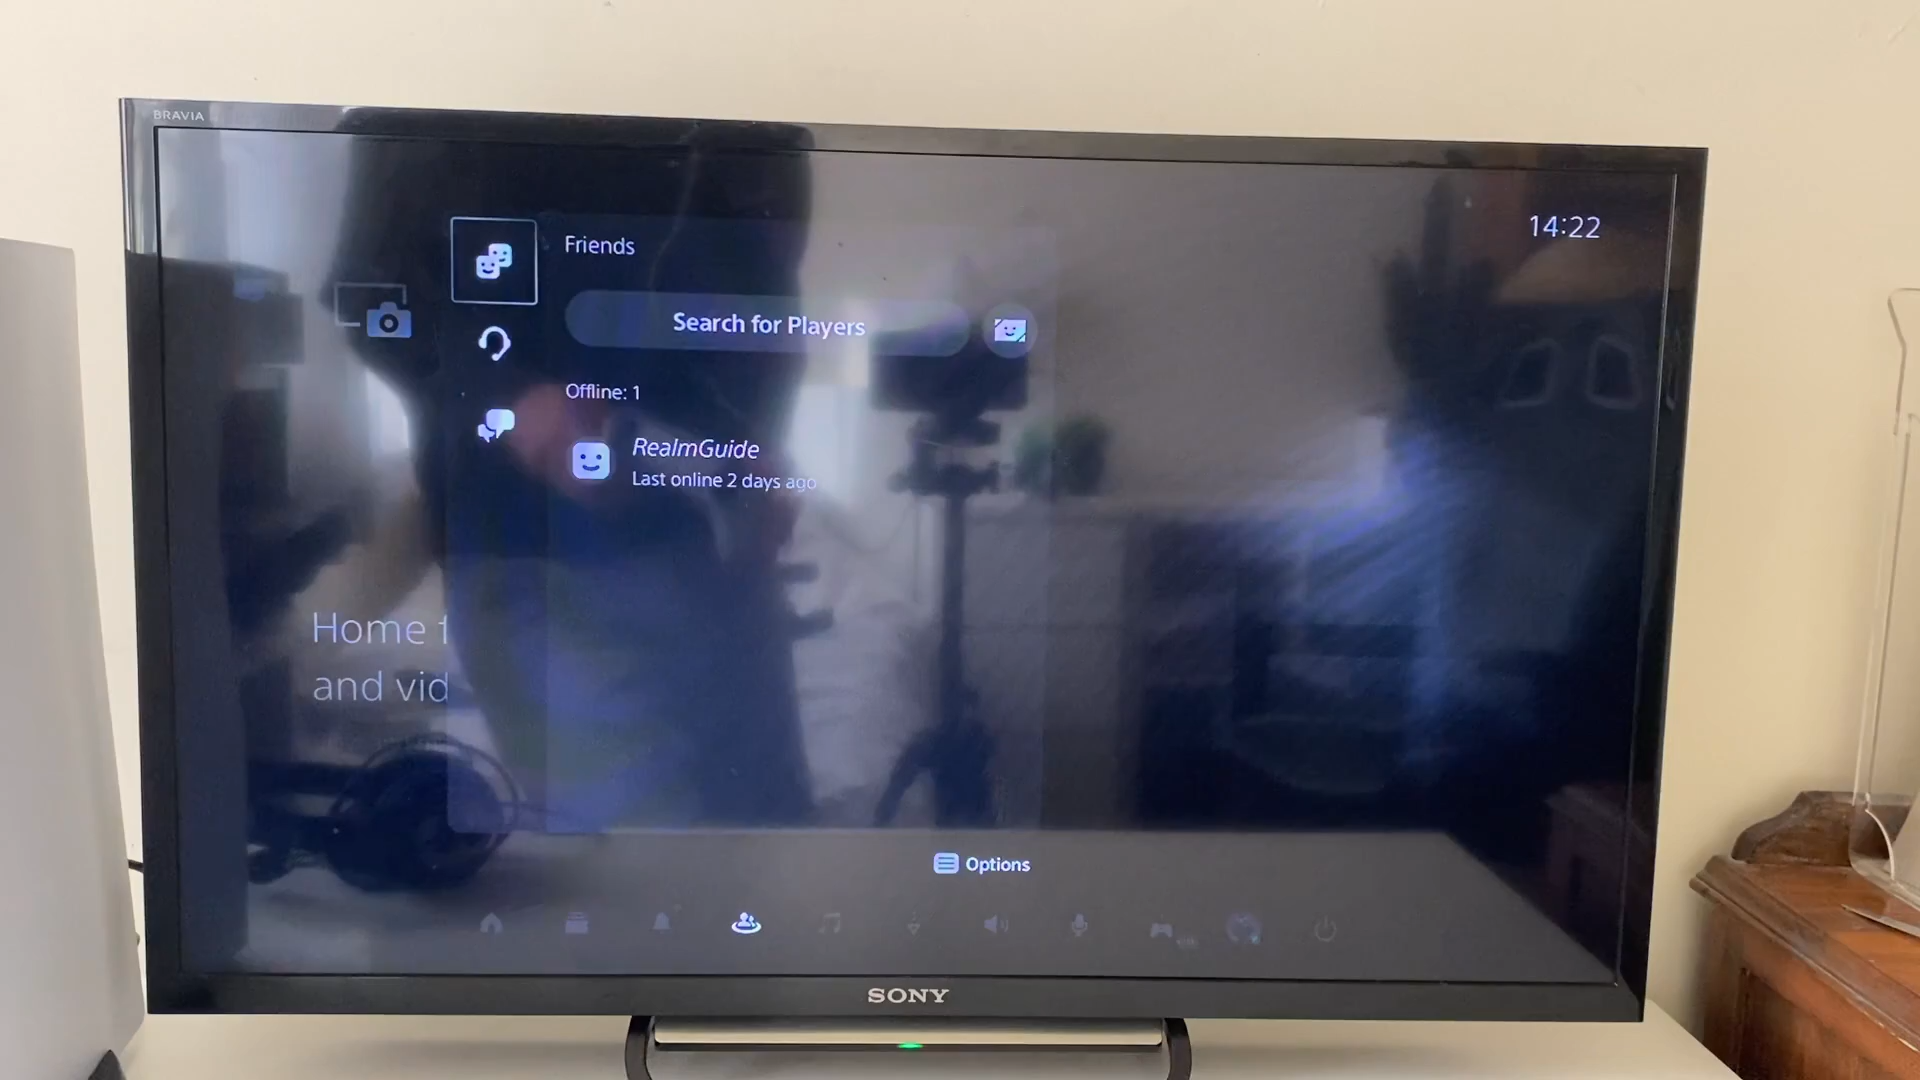 BRAVIA
14:22
Friends
Search for Players
Offline: 1
RealmGuide
Last online 2 days ago
Home f
and vid
Options
SONY